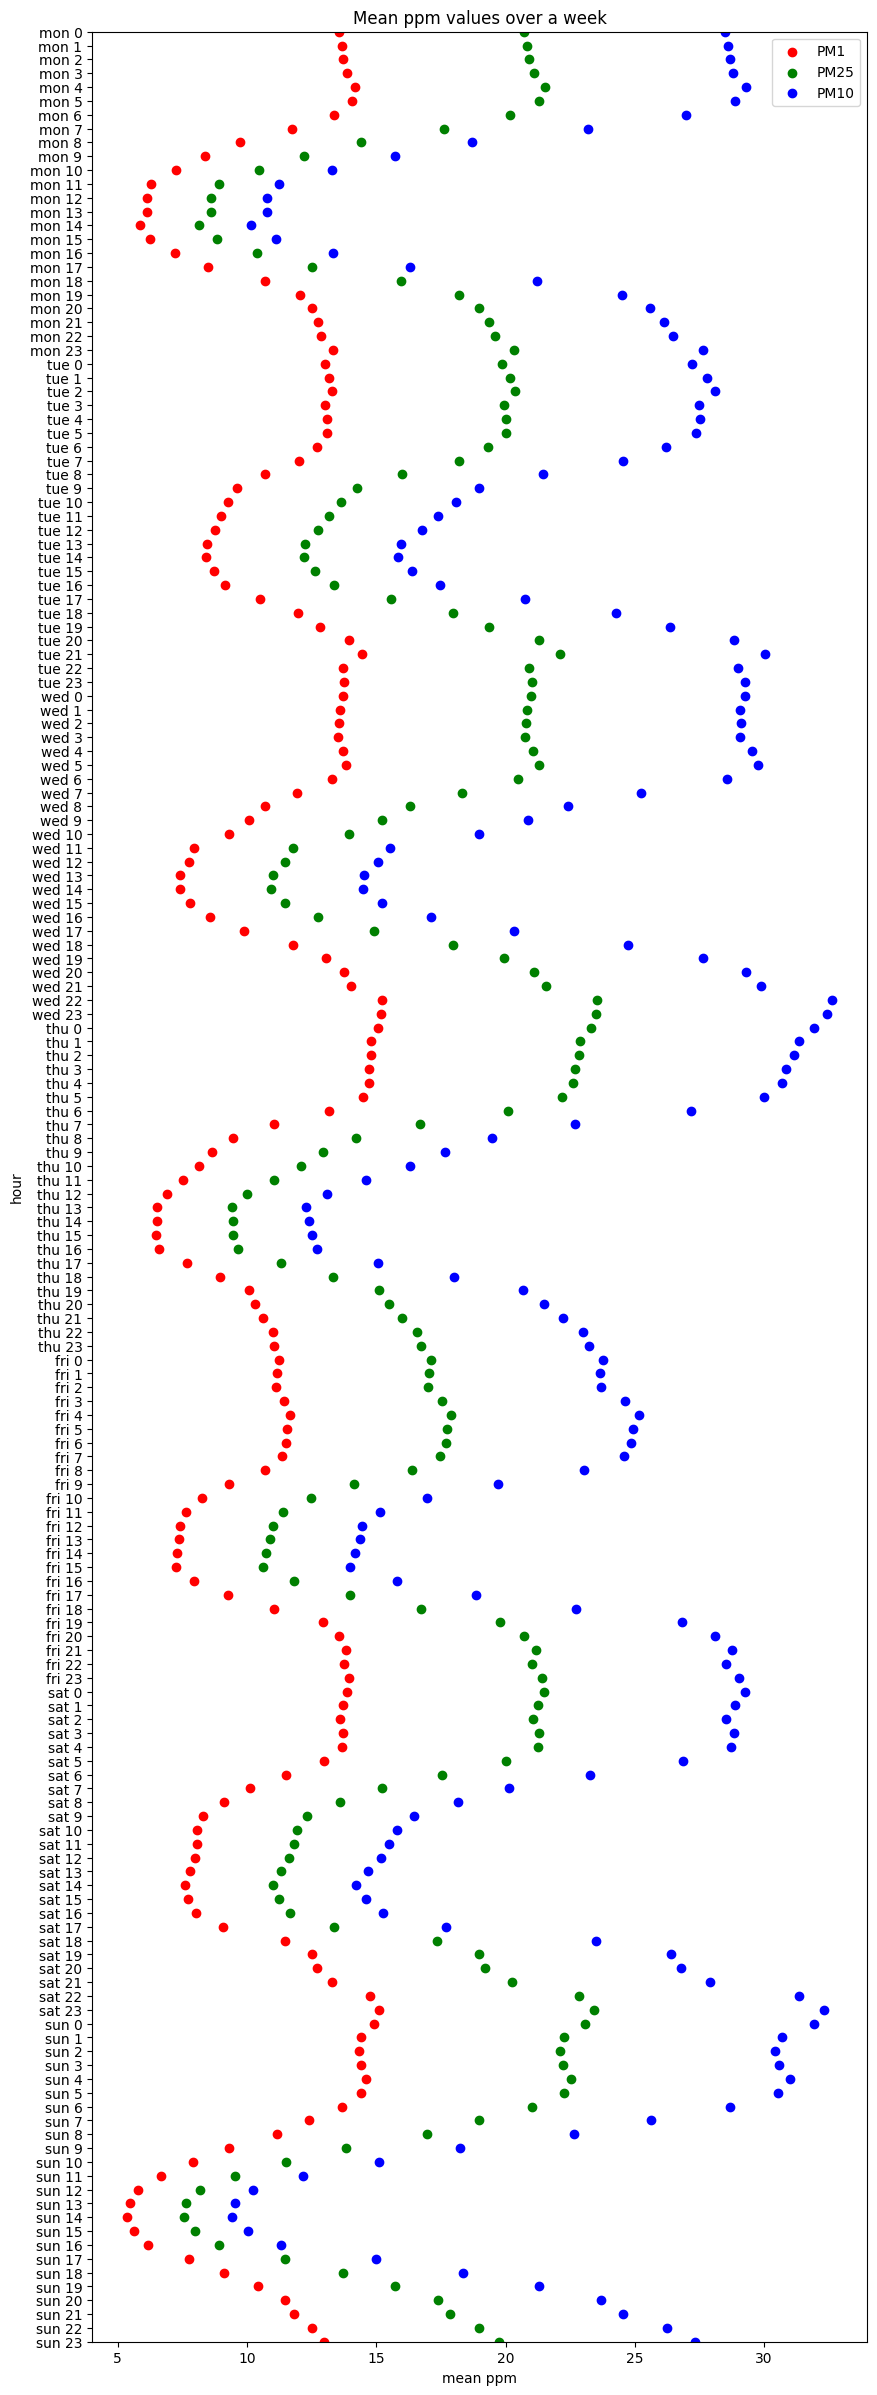 Mean ppm values over a week
PM1
PM25
PM10
mon 0
mon 1
mon 2
mon 3
mon 4
mon 5
mon 6
mon 7
mon 8
mon 9
mon 10
mon 11
mon 12
mon 13
mon 14
mon 15
mon 16
mon 17
mon 18
mon 19
mon 20
mon 21
mon 22
mon 23
tue 0
tue 1
tue 2
tue 3
tue 4
tue 5
tue 6
tue 7
tue 8
tue 9
tue 10
tue 11
tue 12
tue 13
tue 14
tue 15
tue 16
tue 17
tue 18
tue 19
tue 20
tue 21
tue 22
tue 23
wed 0
wed 1
wed 2
wed 3
wed 4
wed 5
wed 6
wed 7
wed 8
wed 9
wed 10
wed 11
wed 12
wed 13
wed 14
wed 15
wed 16
wed 17
wed 18
wed 19
wed 20
wed 21
wed 22
wed 23
thu 0
thu 1
thu 2
thu 3
thu 4
thu 5
thu 6
thu 7
thu 8
thu 9
thu 10
thu 11
thu 12
thu 13
thu 14
thu 15
thu 16
thu 17
thu 18
thu 19
thu 20
thu 21
thu 22
thu 23
fri 0
fri 1
fri 2
fri 3
fri 4
fri 5
fri 6
fri 7
fri 8
fri 9
fri 10
fri 11
fri 12
fri 13
fri 14
fri 15
fri 16
fri 17
fri 18
fri 19
fri 20
fri 21
fri 22
fri 23
sat 0
sat 1
sat 2
sat 3
sat 4
sat 5
sat 6
sat 7
sat 8
sat 9
sat 10
sat 11
sat 12
sat 13
sat 14
sat 15
sat 16
sat 17
sat 18
sat 19
sat 20
sat 21
sat 22
sat 23
sun 0
sun 1
sun 2
sun 3
sun 4
sun 5
sun 6
sun 7
sun 8
sun 9
sun 10
sun 11
sun 12
sun 13
sun 14
sun 15
sun 16
sun 17
sun 18
sun 19
sun 20
sun 21
sun 22
sun 23
hour
5 10 15 20 25 30
mean ppm